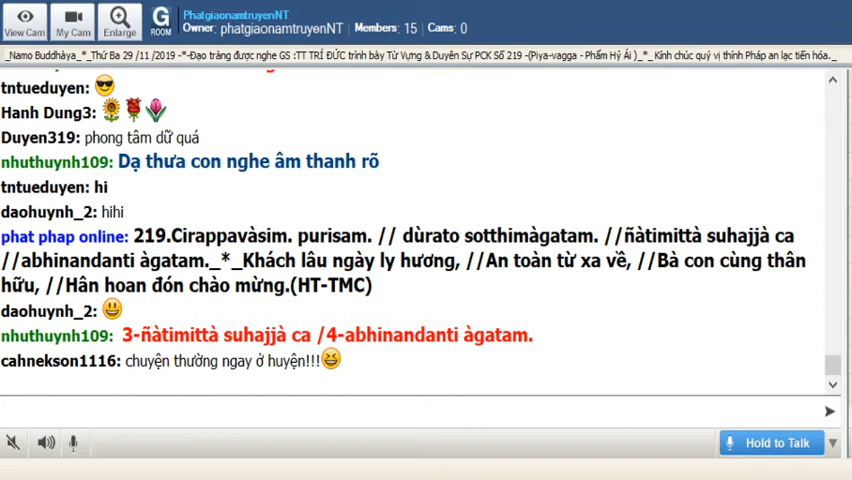 View Cam
My Cam
Enlarge
G
ROOM
PhatgiaonamtruyenNT
Owner: phatgiaonamtruyenNT Members: 15 Cams: 0
_Namo Buddhàya_*_Thứ Ba 29 /11 /2019 -*-Đạo tràng được nghe GS :TT TRÍ ĐỨC trình bày Từ Vựng & Duyên Sự PCK Số 219 -(Piya-vagga - Phẩm Hỷ Ái )_*_ Kính chúc quý vị thính Pháp an lạc tiến hóa._
tntueduyen:
Hanh Dung3:
Duyen319: phong tâm dữ quá
nhuthuynh109: Dạ thưa con nghe âm thanh rõ
tntueduyen: hi
daohuynh_2: hihi
phat phap online: 219.Cirappavàsim. purisam. // dùrato sotthimàgatam. //ñàtimittà suhajjà ca
//abhinandanti àgatam._*_Khách lâu ngày ly hương, //An toàn từ xa về, //Bà con cùng thân
hữu, //Hân hoan đón chào mừng.(HT-TMC)
daohuynh_2:
nhuthuynh109: 3-ñàtimittà suhajjà ca /4-abhinandanti àgatam.
cahnekson1116: chuyện thường ngay ở huyện!!!
Hold to Talk